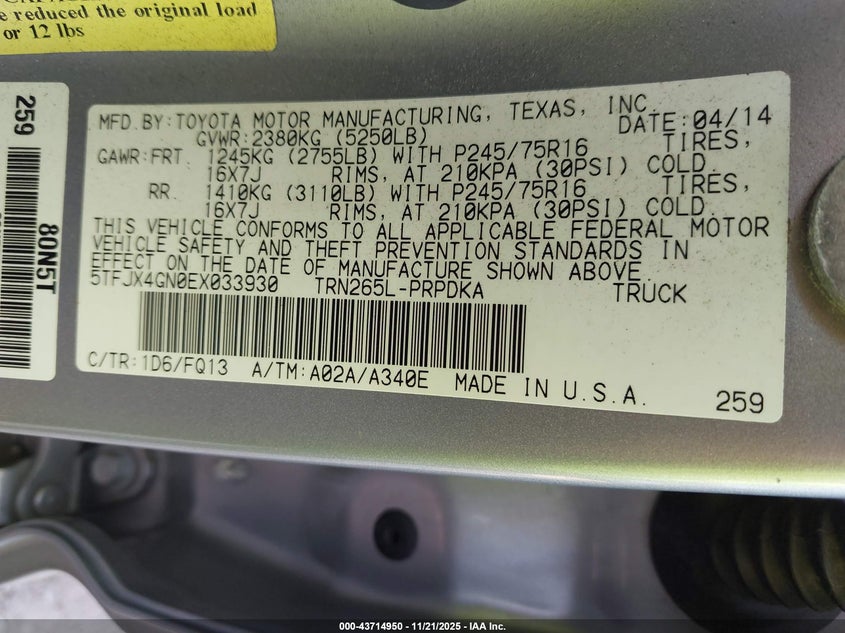 e reduced the original load
or 12 lbs
259
80N5T
MFD.BY:TOYOTA MOTOR MANUFACTURING, TEXAS, INC.
GVWR:2380KG (5250LB) DATE:04/14
GAWR:FRT. 1245KG (2755LB) WITH P245/75R16 TIRES,
16X7J RIMS, AT 210KPA (30PSI) COLD.
RR. 1410KG (3110LB) WITH P245/75R16 TIRES,
16X7J RIMS, AT 210KPA (30PSI) COLD.
THIS VEHICLE CONFORMS TO ALL APPLICABLE FEDERAL MOTOR
VEHICLE SAFETY AND THEFT PREVENTION STANDARDS IN
EFFECT ON THE DATE OF MANUFACTURE SHOWN ABOVE.
5TFJX4GN0EX033930 TRN265L-PRPDKA TRUCK
C/TR:1D6/FQ13 A/TM:A02A/A340E MADE IN U.S.A.
259
000-43714950 - 11/21/2025 - IAA Inc.